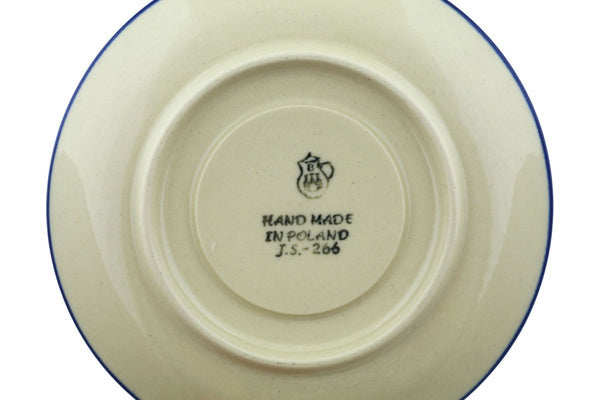 B
HAND MADE
IN POLAND
J.S.-266